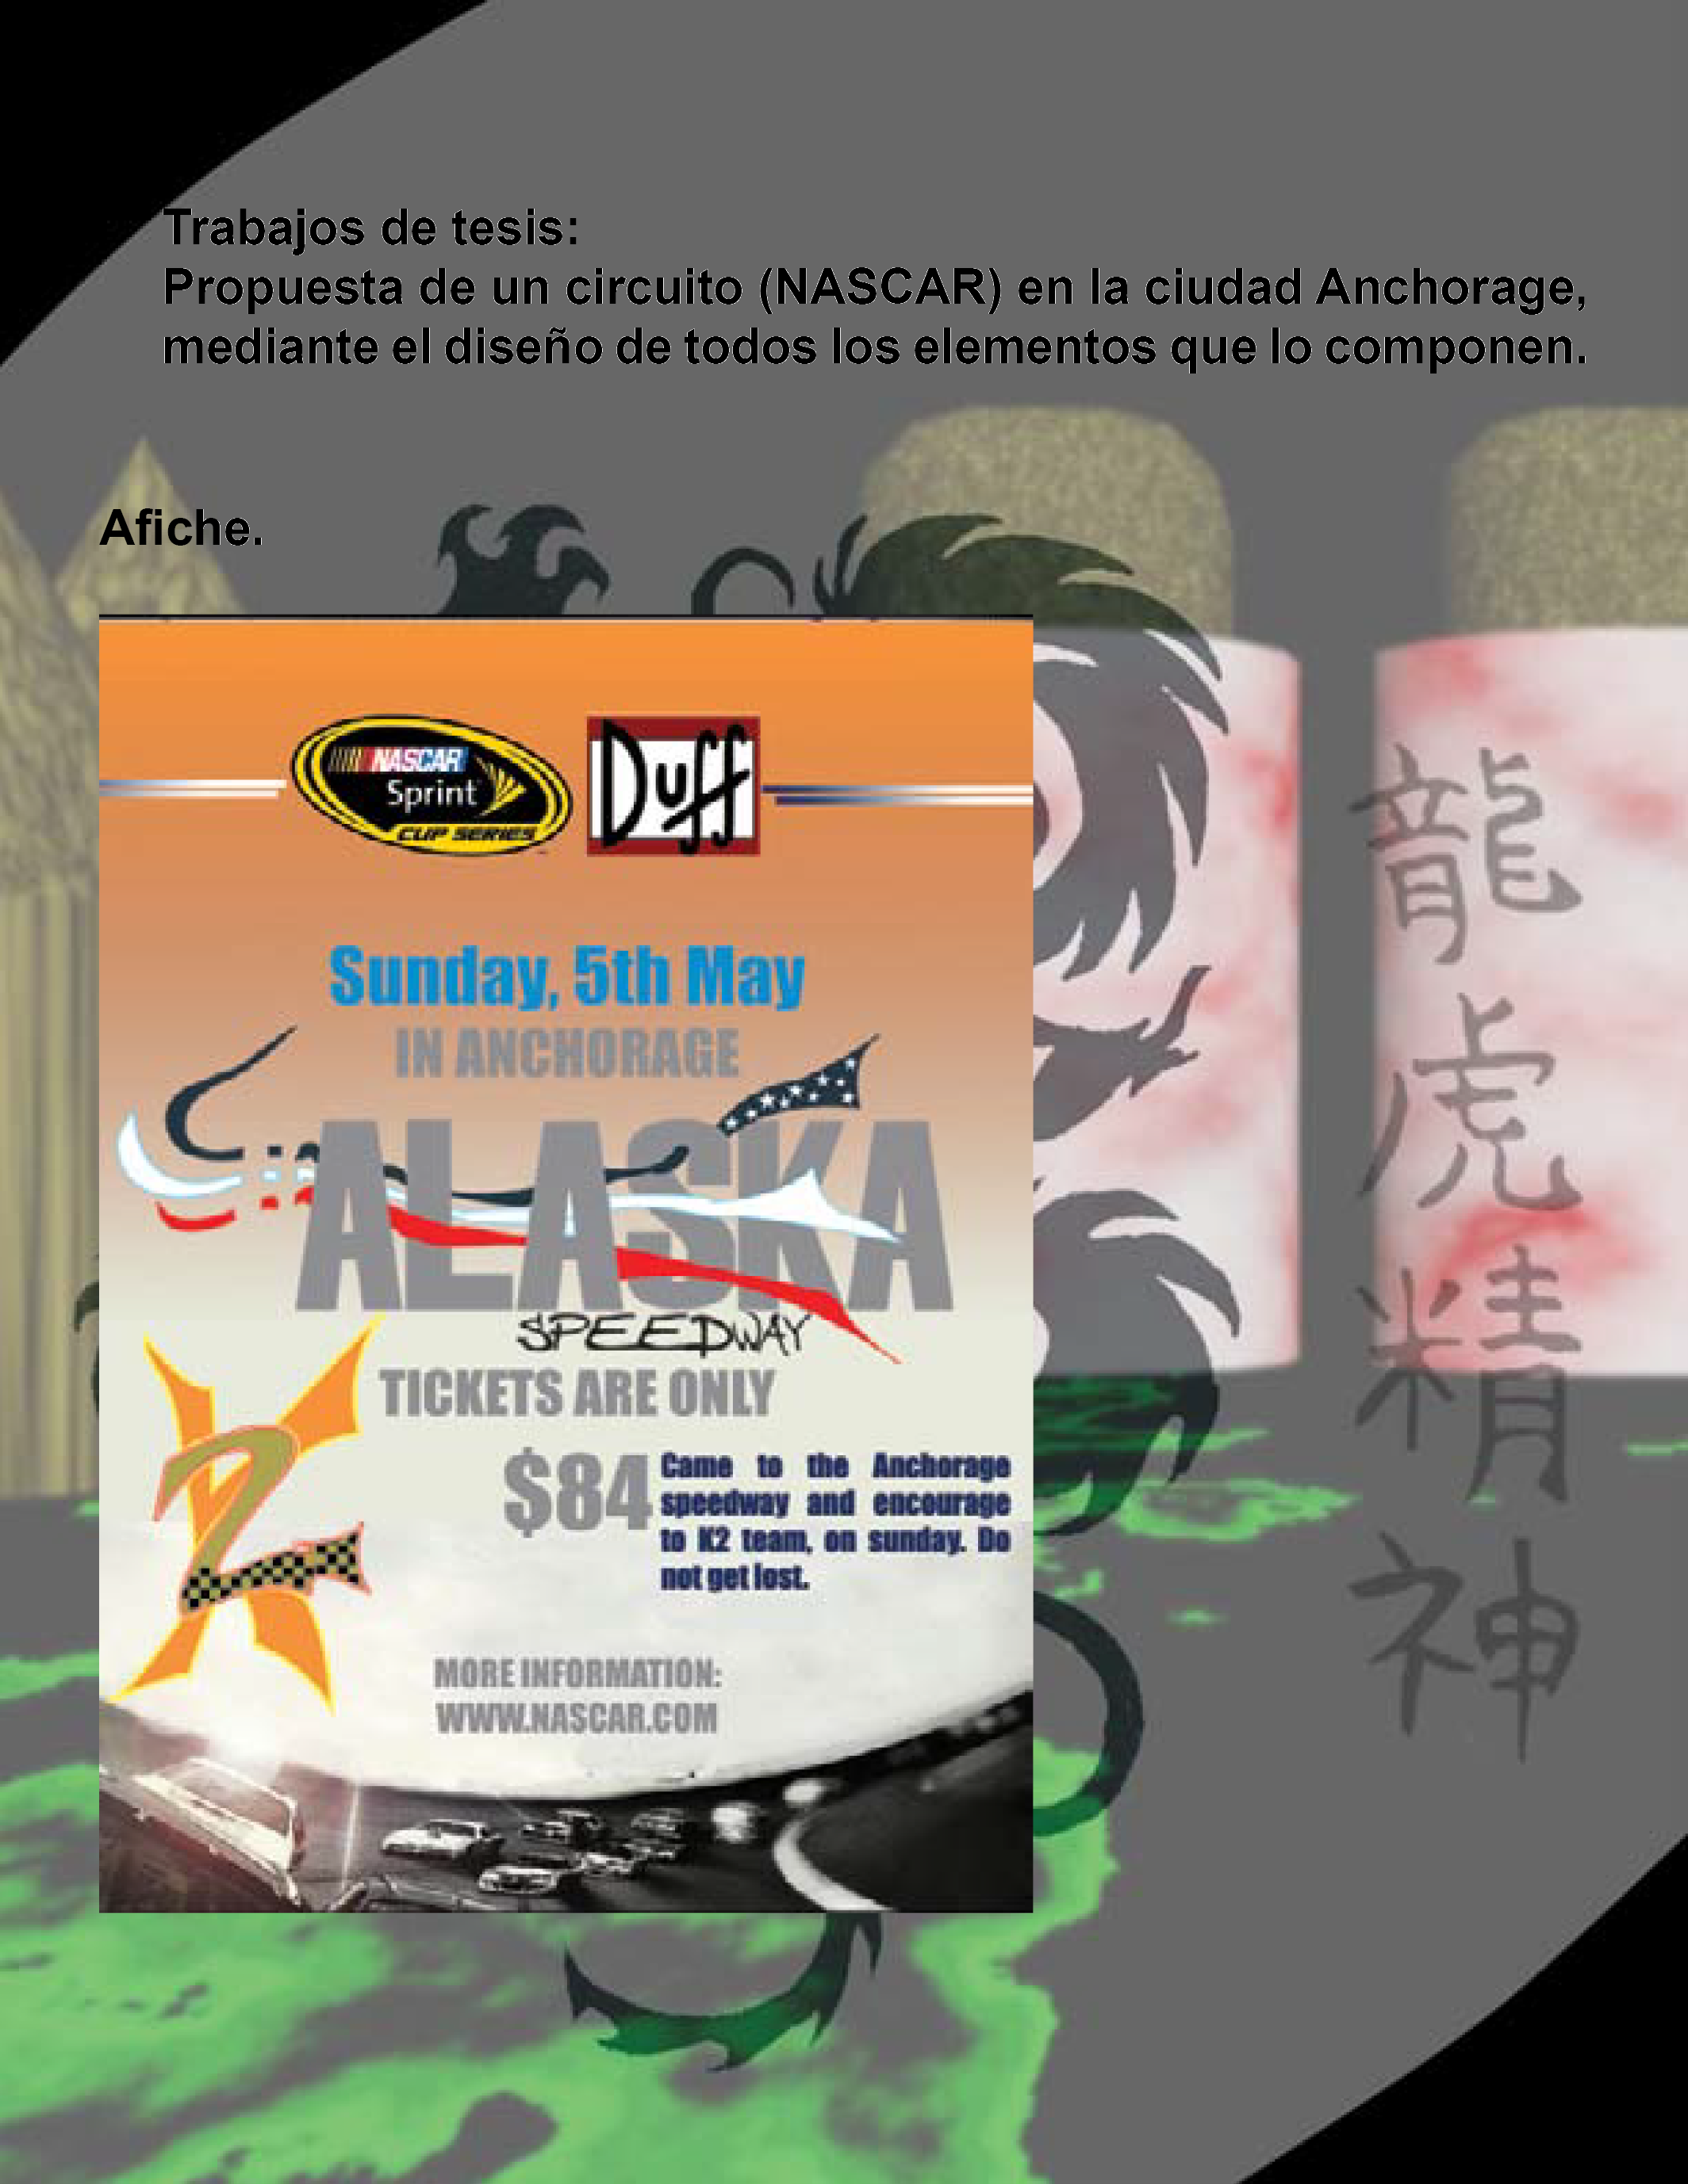 Trabajos de tesis:
Propuesta de un circuito (NASCAR) en la ciudad Anchorage,
mediante el diseño de todos los elementos que lo componen.
Afiche.
NASCAR
Sprint
CUP SERIES
Duff
Sunday, 5th May
IN ANCHORAGE
ALASKA
SPEEDWAY
TICKETS ARE ONLY
$84
Came to the Anchorage
speedway and encourage
to K2 team, on sunday. Do
not get lost.
K2
MORE INFORMATION:
WWW.NASCAR.COM
龍
虎
精
神